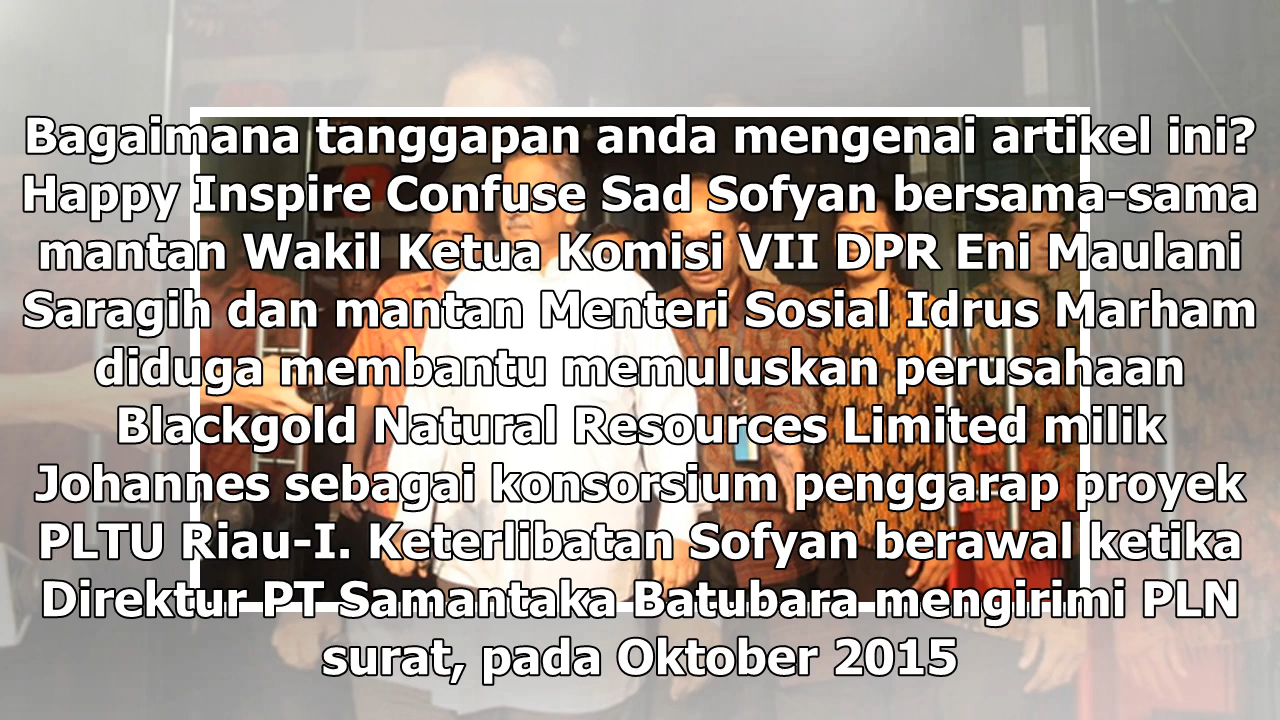 Bagaimana tanggapan anda mengenai artikel ini?
Happy Inspire Confuse Sad Sofyan bersama-sama
mantan Wakil Ketua Komisi VII DPR Eni Maulani
Saragih dan mantan Menteri Sosial Idrus Marham
diduga membantu memuluskan perusahaan
Blackgold Natural Resources Limited milik
Johannes sebagai konsorsium penggarap proyek
PLTU Riau-I. Keterlibatan Sofyan berawal ketika
Direktur PT Samantaka Batubara mengirimi PLN
surat, pada Oktober 2015